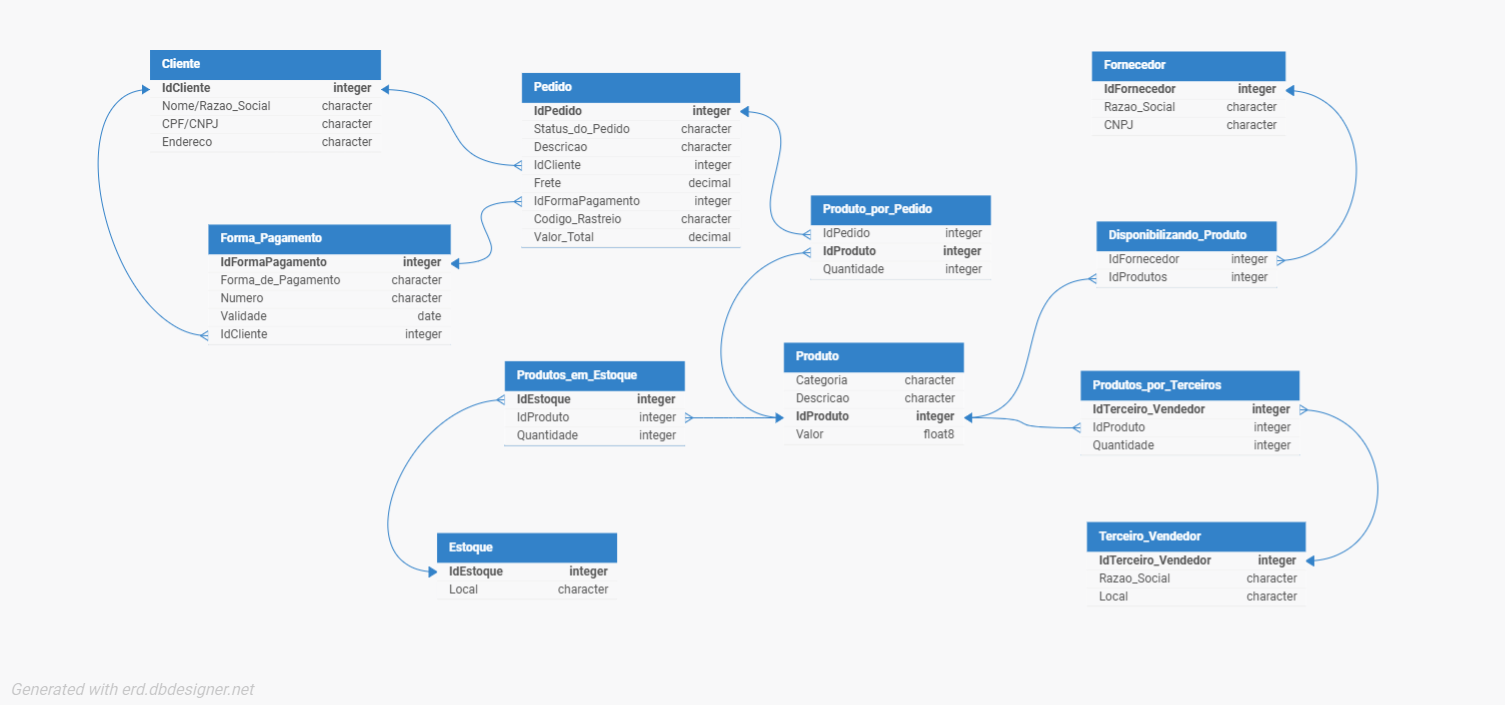 Cliente
IdCliente integer
Nome/Razao_Social character
CPF/CNPJ character
Endereco character
Pedido
IdPedido integer
Status_do_Pedido character
Descricao character
IdCliente integer
Frete decimal
IdFormaPagamento integer
Codigo_Rastreio character
Valor_Total decimal
Fornecedor
IdFornecedor integer
Razao_Social character
CNPJ character
Forma_Pagamento
IdFormaPagamento integer
Forma_de_Pagamento character
Numero character
Validade date
IdCliente integer
Produto_por_Pedido
IdPedido integer
IdProduto integer
Quantidade integer
Disponibilizando_Produto
IdFornecedor integer
IdProdutos integer
Produtos_em_Estoque
IdEstoque integer
IdProduto integer
Quantidade integer
Produto
Categoria character
Descricao character
IdProduto integer
Valor float8
Produtos_por_Terceiros
IdTerceiro_Vendedor integer
IdProduto integer
Quantidade integer
Estoque
IdEstoque integer
Local character
Terceiro_Vendedor
IdTerceiro_Vendedor integer
Razao_Social character
Local character
Generated with erd.dbdesigner.net